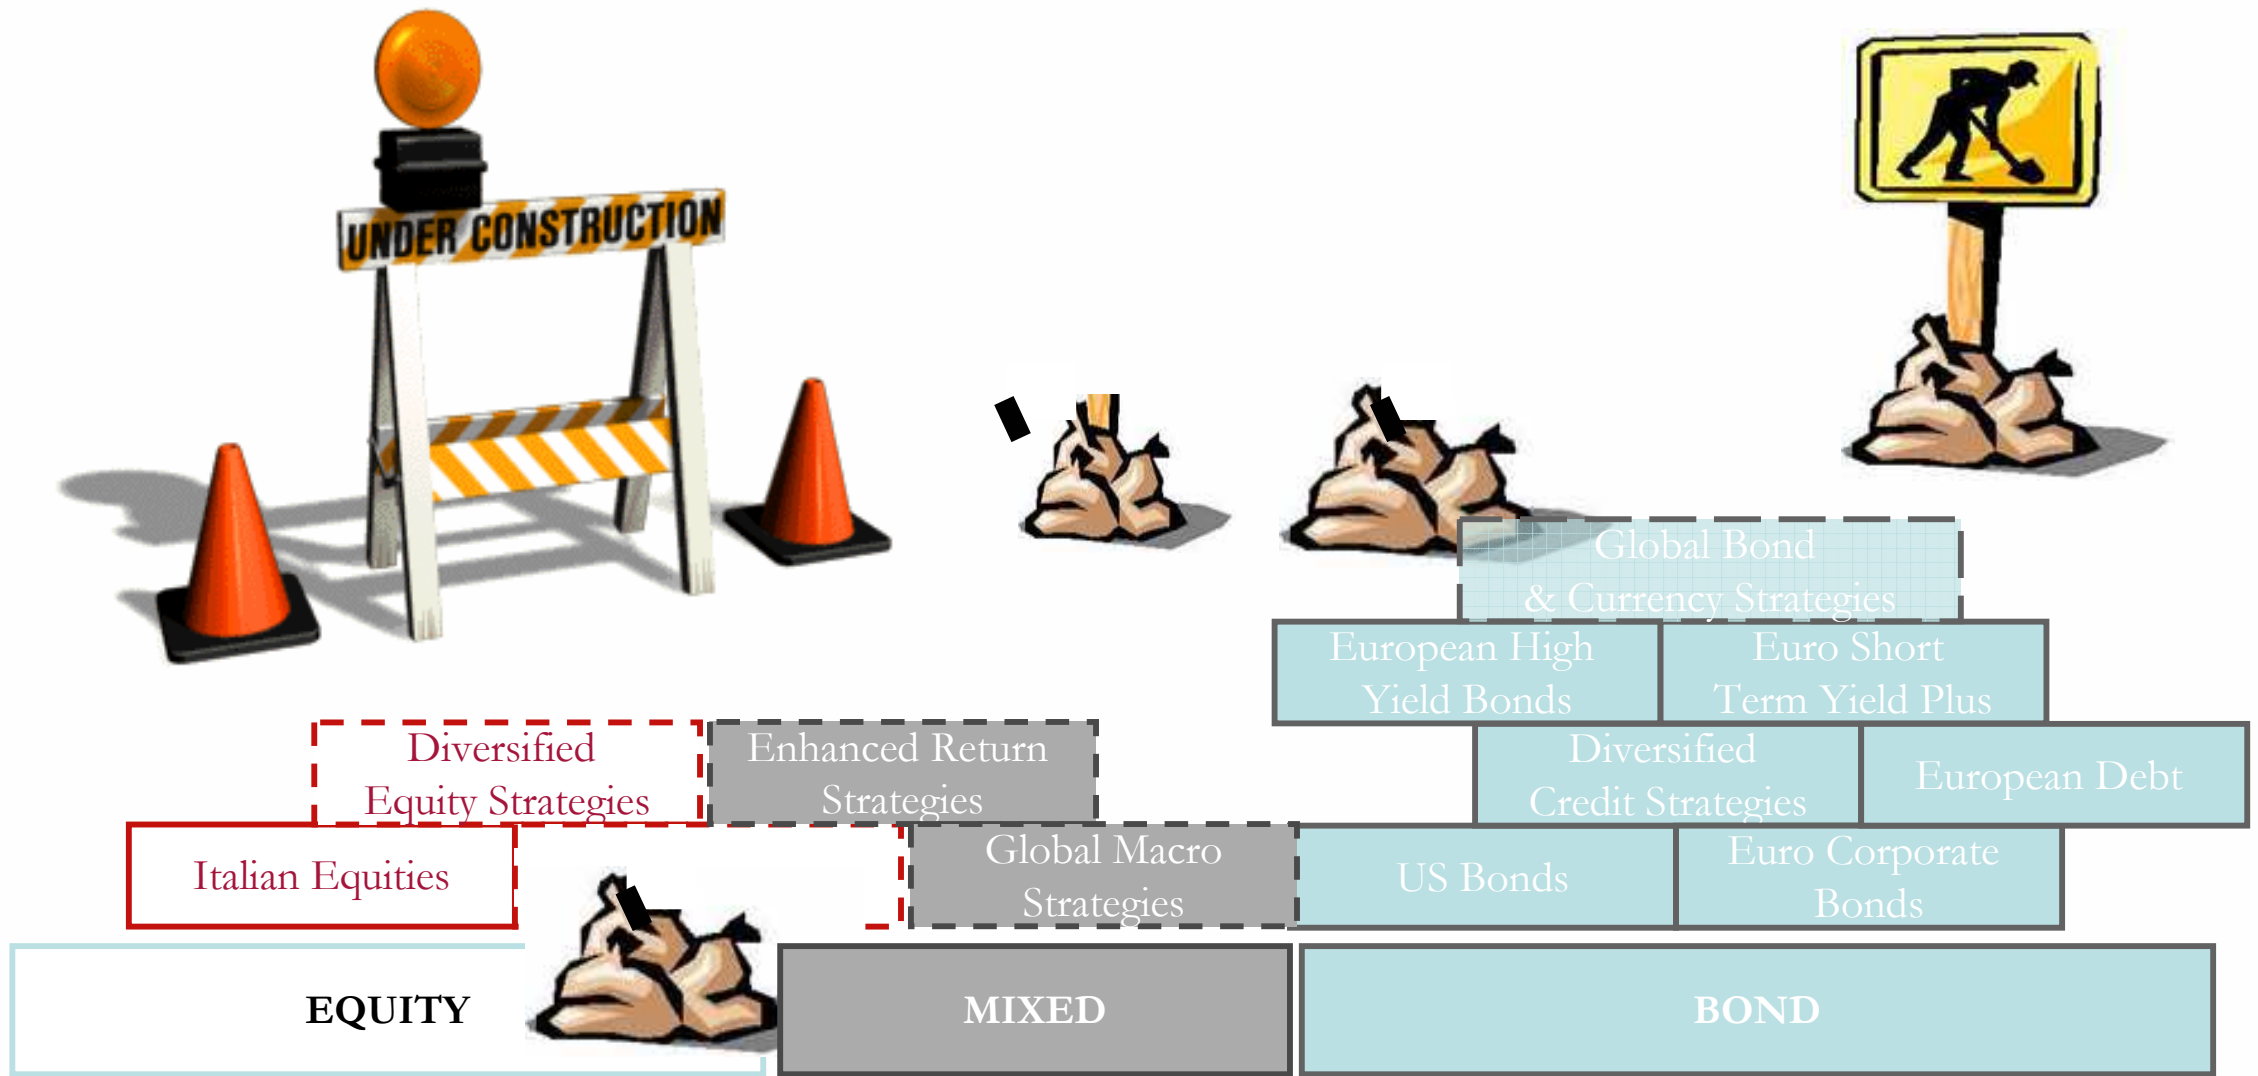 UNDER CONSTRUCTION
Global Bond
& Currency Strategies
European High
Yield Bonds
Euro Short
Term Yield Plus
Diversified
Equity Strategies
Enhanced Return
Strategies
Diversified
Credit Strategies
European Debt
Italian Equities
Global Macro
Strategies
US Bonds
Euro Corporate
Bonds
EQUITY
MIXED
BOND